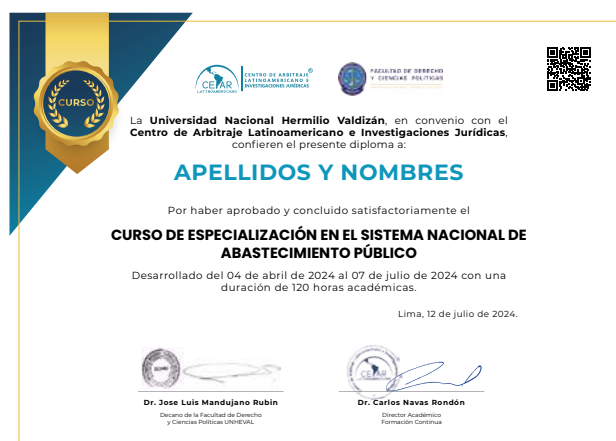 CURSO
CEAR
LATINOAMERICANO
CENTRO DE ARBITRAJE
LATINOAMERICANO E
INVESTIGACIONES JURÍDICAS
®
FACULTAD DE DERECHO
Y CIENCIAS POLÍTICAS
La Universidad Nacional Hermilio Valdizán, en convenio con el
Centro de Arbitraje Latinoamericano e Investigaciones Jurídicas,
confieren el presente diploma a:
APELLIDOS Y NOMBRES
Por haber aprobado y concluido satisfactoriamente el
CURSO DE ESPECIALIZACIÓN EN EL SISTEMA NACIONAL DE
ABASTECIMIENTO PÚBLICO
Desarrollado del 04 de abril de 2024 al 07 de julio de 2024 con una
duración de 120 horas académicas.
Lima, 12 de julio de 2024.
Dr. Jose Luis Mandujano Rubin
Decano de la Facultad de Derecho
y Ciencias Políticas UNHEVAL
CEAR
Dr. Carlos Navas Rondón
Director Académico
Formación Continua